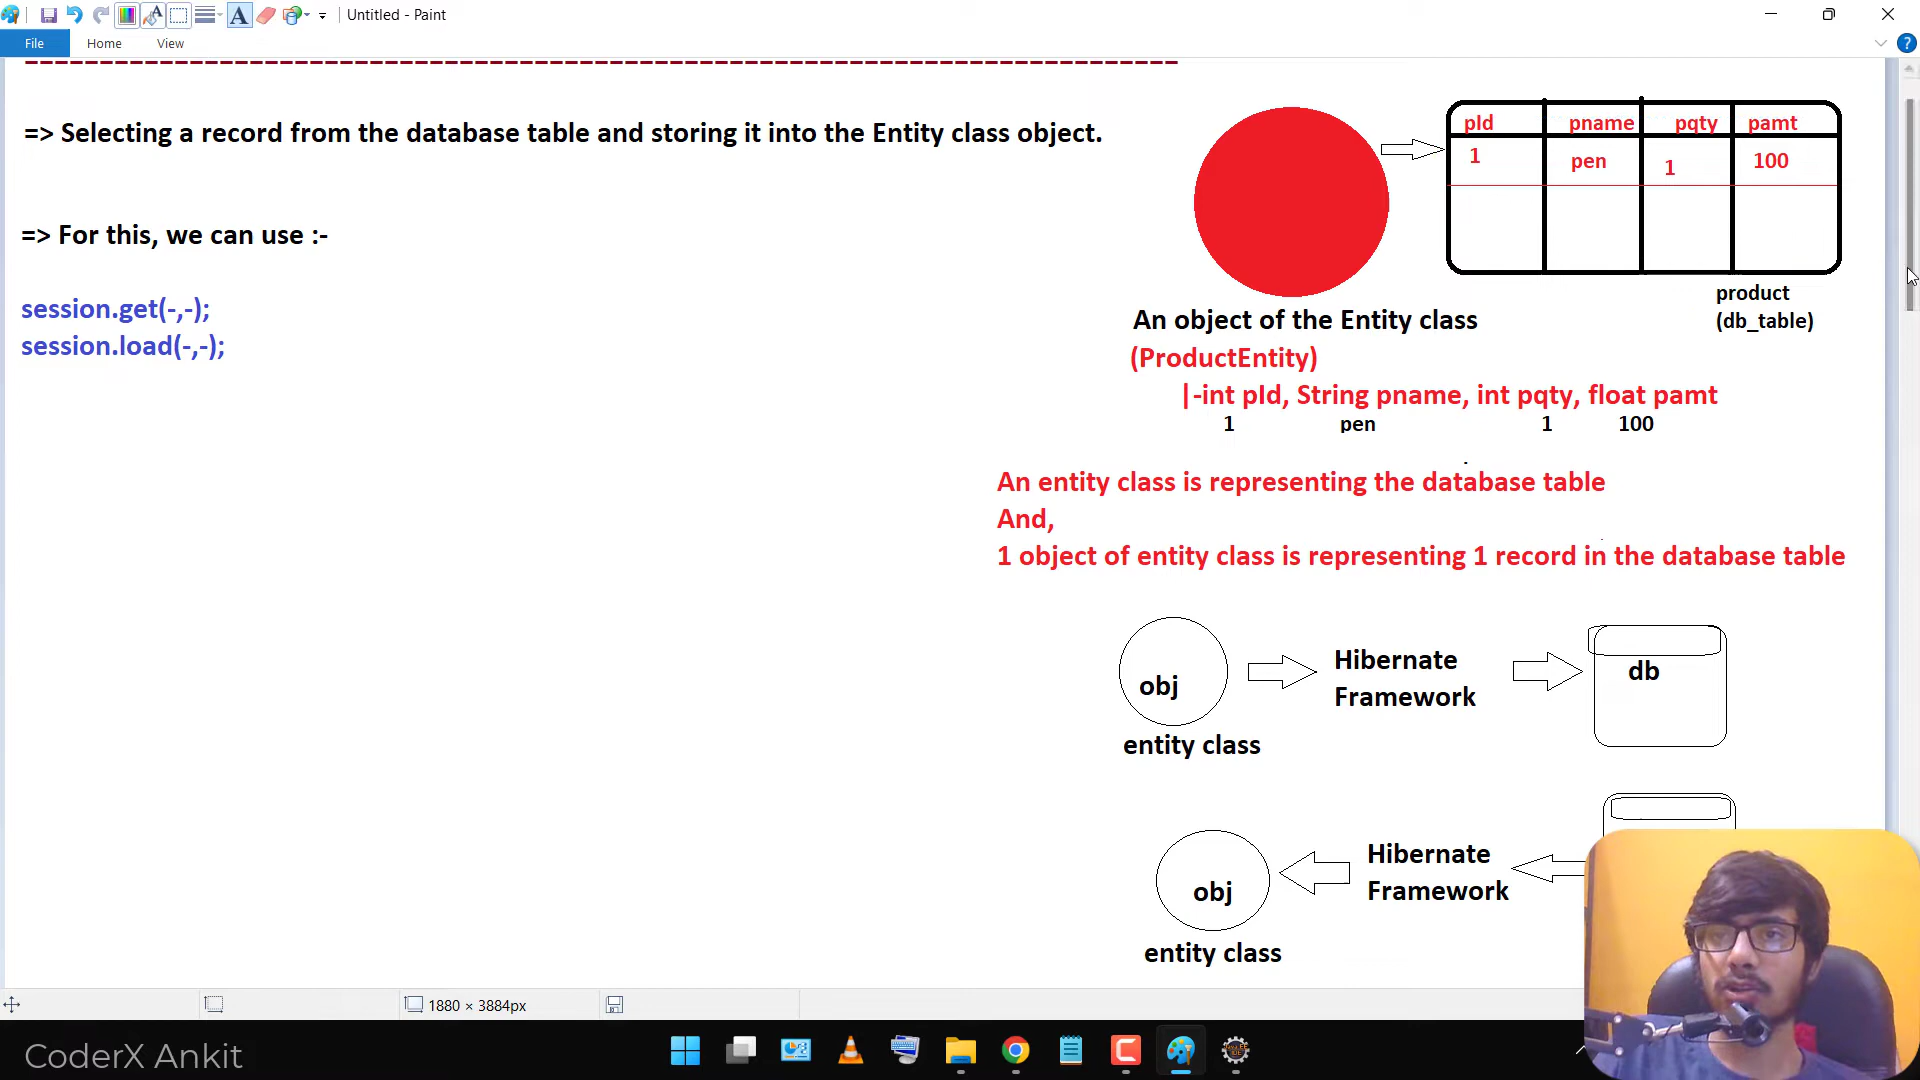 Untitled - Paint
File
Home
View
=> Selecting a record from the database table and storing it into the Entity class object.
=> For this, we can use :-
session.get(-,-);
session.load(-,-);
pId pname pqty pamt
1 pen 1 100
product
(db_table)
An object of the Entity class
(ProductEntity)
|-int pId, String pname, int pqty, float pamt
1 pen 1 100
An entity class is representing the database table
And,
1 object of entity class is representing 1 record in the database table
obj
Hibernate
Framework
db
entity class
obj
Hibernate
Framework
entity class
1880 × 3884px
CoderX Ankit